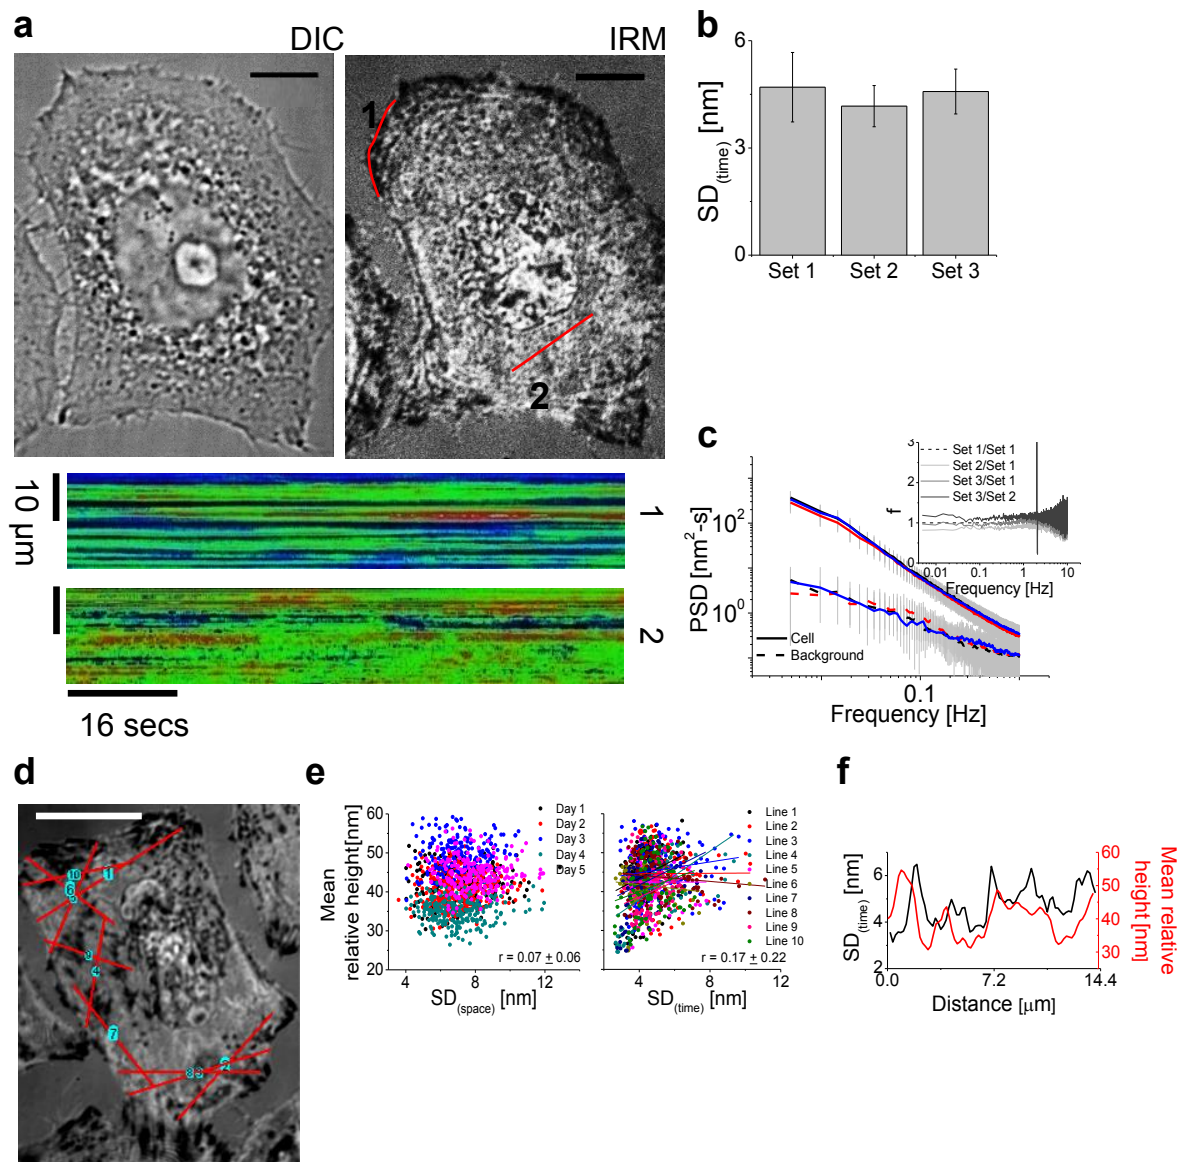 a
DIC
IRM
1
2
10 μm
1
2
16 secs
b
SD(time) [nm]
6
3
0
Set 1 Set 2 Set 3
c
PSD [nm²-s]
10²
10⁰
Cell
Background
0.1
Frequency [Hz]
f
3
2
1
0
Set 1/Set 1
Set 2/Set 1
Set 3/Set 1
Set 3/Set 2
0.01 0.1 1 10
Frequency [Hz]
d
10
1
6
9
4
7
8
3
2
e
Mean relative height[nm]
60
50
40
30
20
Day 1
Day 2
Day 3
Day 4
Day 5
r = 0.07 ± 0.06
4 6 8 10 12
SD(space) [nm]
Line 1
Line 2
Line 3
Line 4
Line 5
Line 6
Line 7
Line 8
Line 9
Line 10
r = 0.17 ± 0.22
4 6 8 10 12
SD(time) [nm]
f
SD(time) [nm]
6
4
2
0.0 7.2 14.4
Distance [μm]
60
50
40
30
Mean relative height [nm]